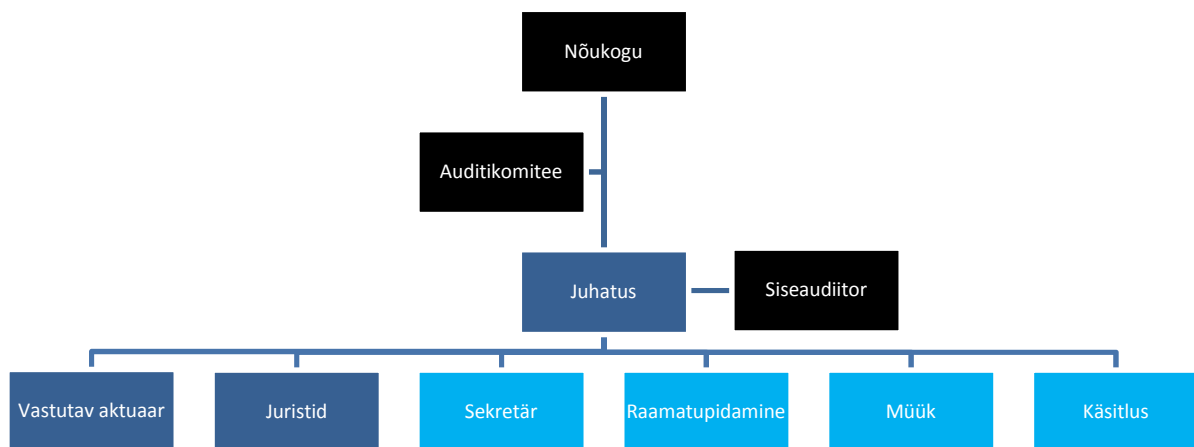 Nõukogu
Auditikomitee
Juhatus
Siseaudiitor
Vastutav aktuaar
Juristid
Sekretär
Raamatupidamine
Müük
Käsitlus